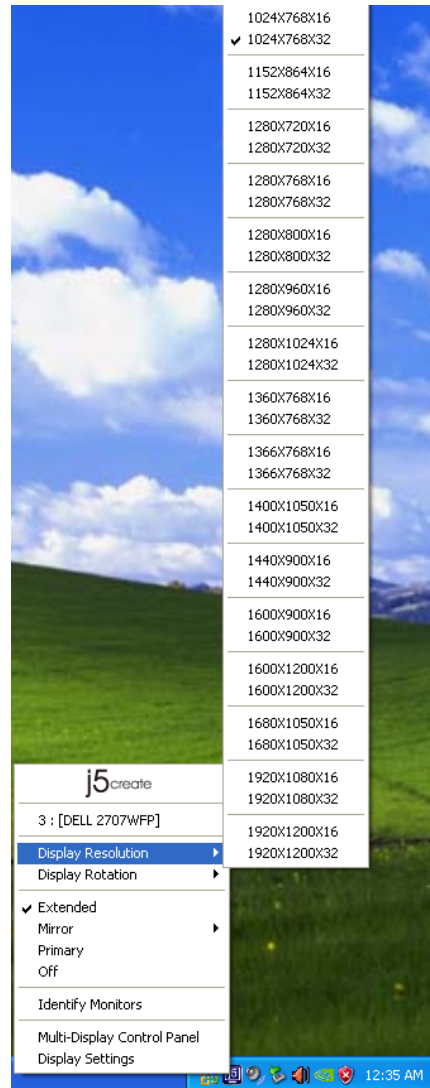 1024X768X16
1024X768X32
1152X864X16
1152X864X32
1280X720X16
1280X720X32
1280X768X16
1280X768X32
1280X800X16
1280X800X32
1280X960X16
1280X960X32
1280X1024X16
1280X1024X32
1360X768X16
1360X768X32
1366X768X16
1366X768X32
1400X1050X16
1400X1050X32
1440X900X16
1440X900X32
1600X900X16
1600X900X32
1600X1200X16
1600X1200X32
1680X1050X16
1680X1050X32
1920X1080X16
1920X1080X32
1920X1200X16
1920X1200X32
j5create
3 : [DELL 2707WFP]
Display Resolution
Display Rotation
Extended
Mirror
Primary
Off
Identify Monitors
Multi-Display Control Panel
Display Settings
12:35 AM